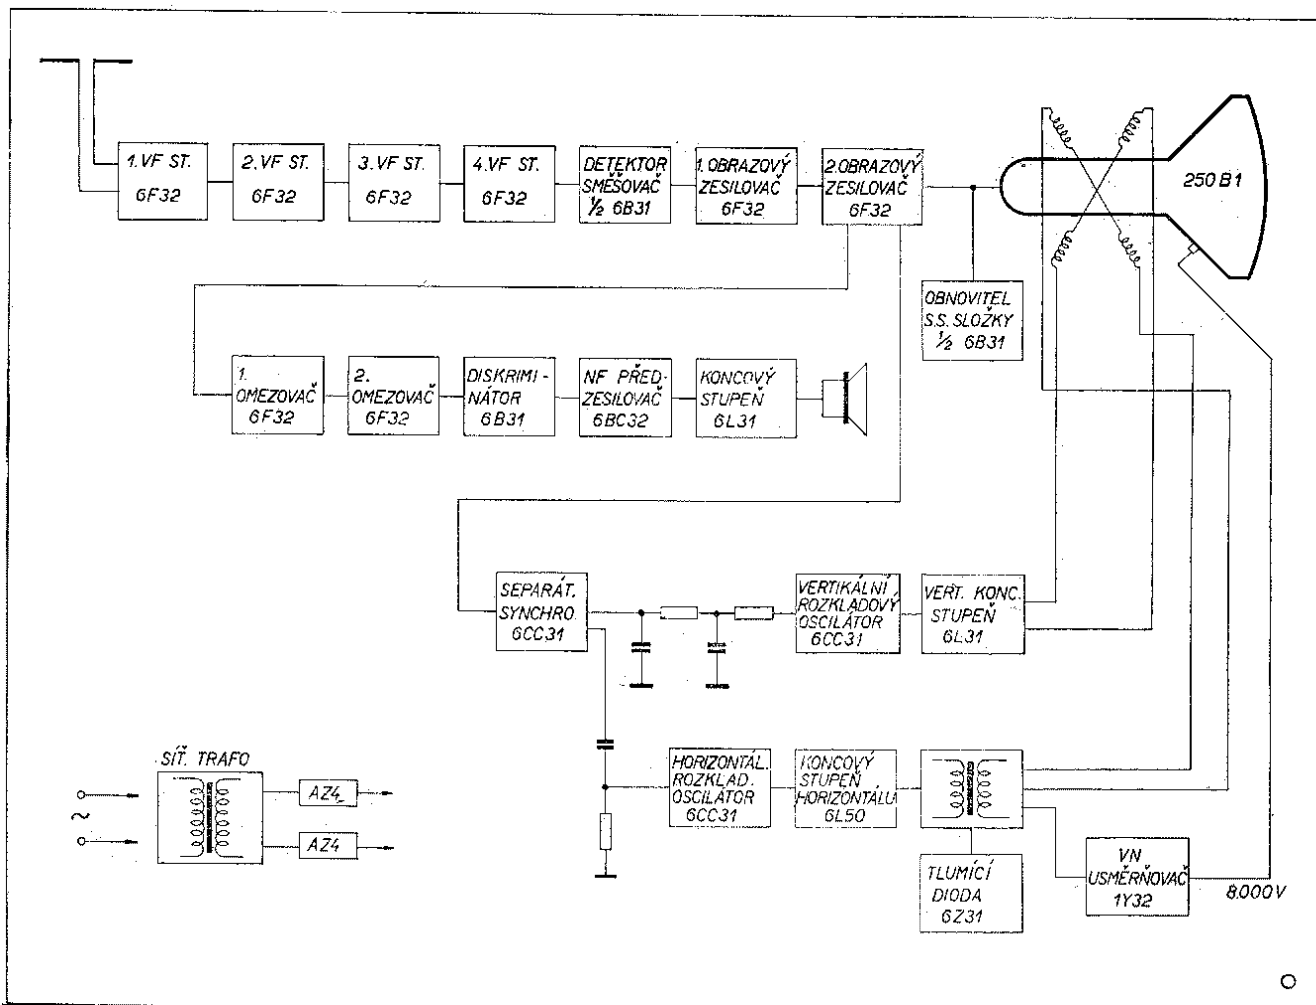 1. VF ST.
6F32
2. VF ST.
6F32
3. VF ST.
6F32
4. VF ST.
6F32
DETEKTOR
SMĚŠOVAČ
½ 6B31
1. OBRAZOVÝ
ZESILOVAČ
6F32
2. OBRAZOVÝ
ZESILOVAČ
6F32
250 B1
OBNOVITEL
S.S. SLOŽKY
½ 6B31
1.
OMEZOVAČ
6F32
2.
OMEZOVAČ
6F32
DISKRIMI-
NÁTOR
6B31
NF PŘED-
ZESILOVAČ
6BC32
KONCOVÝ
STUPEŇ
6L31
SEPARÁT.
SYNCHRO.
6CC31
VERTIKÁLNÍ
ROZKLADOVÝ
OSCILÁTOR
6CC31
VERT. KONC.
STUPEŇ
6L31
SÍŤ. TRAFO
AZ4
AZ4
~
HORIZONTÁL.
ROZKLAD.
OSCILÁTOR
6CC31
KONCOVÝ
STUPEŇ
HORIZONTÁLU
6L50
TLUMÍCÍ
DIODA
6Z31
VN
USMĚRŇOVAČ
1Y32
8.000 V